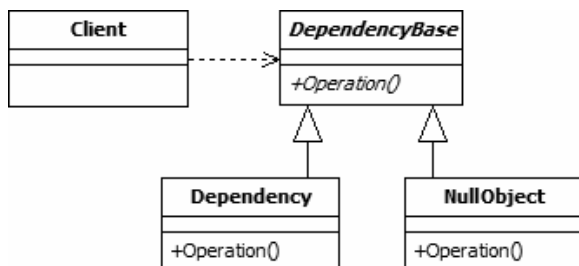 Client
DependencyBase
+Operation()
Dependency
NullObject
+Operation()
+Operation()